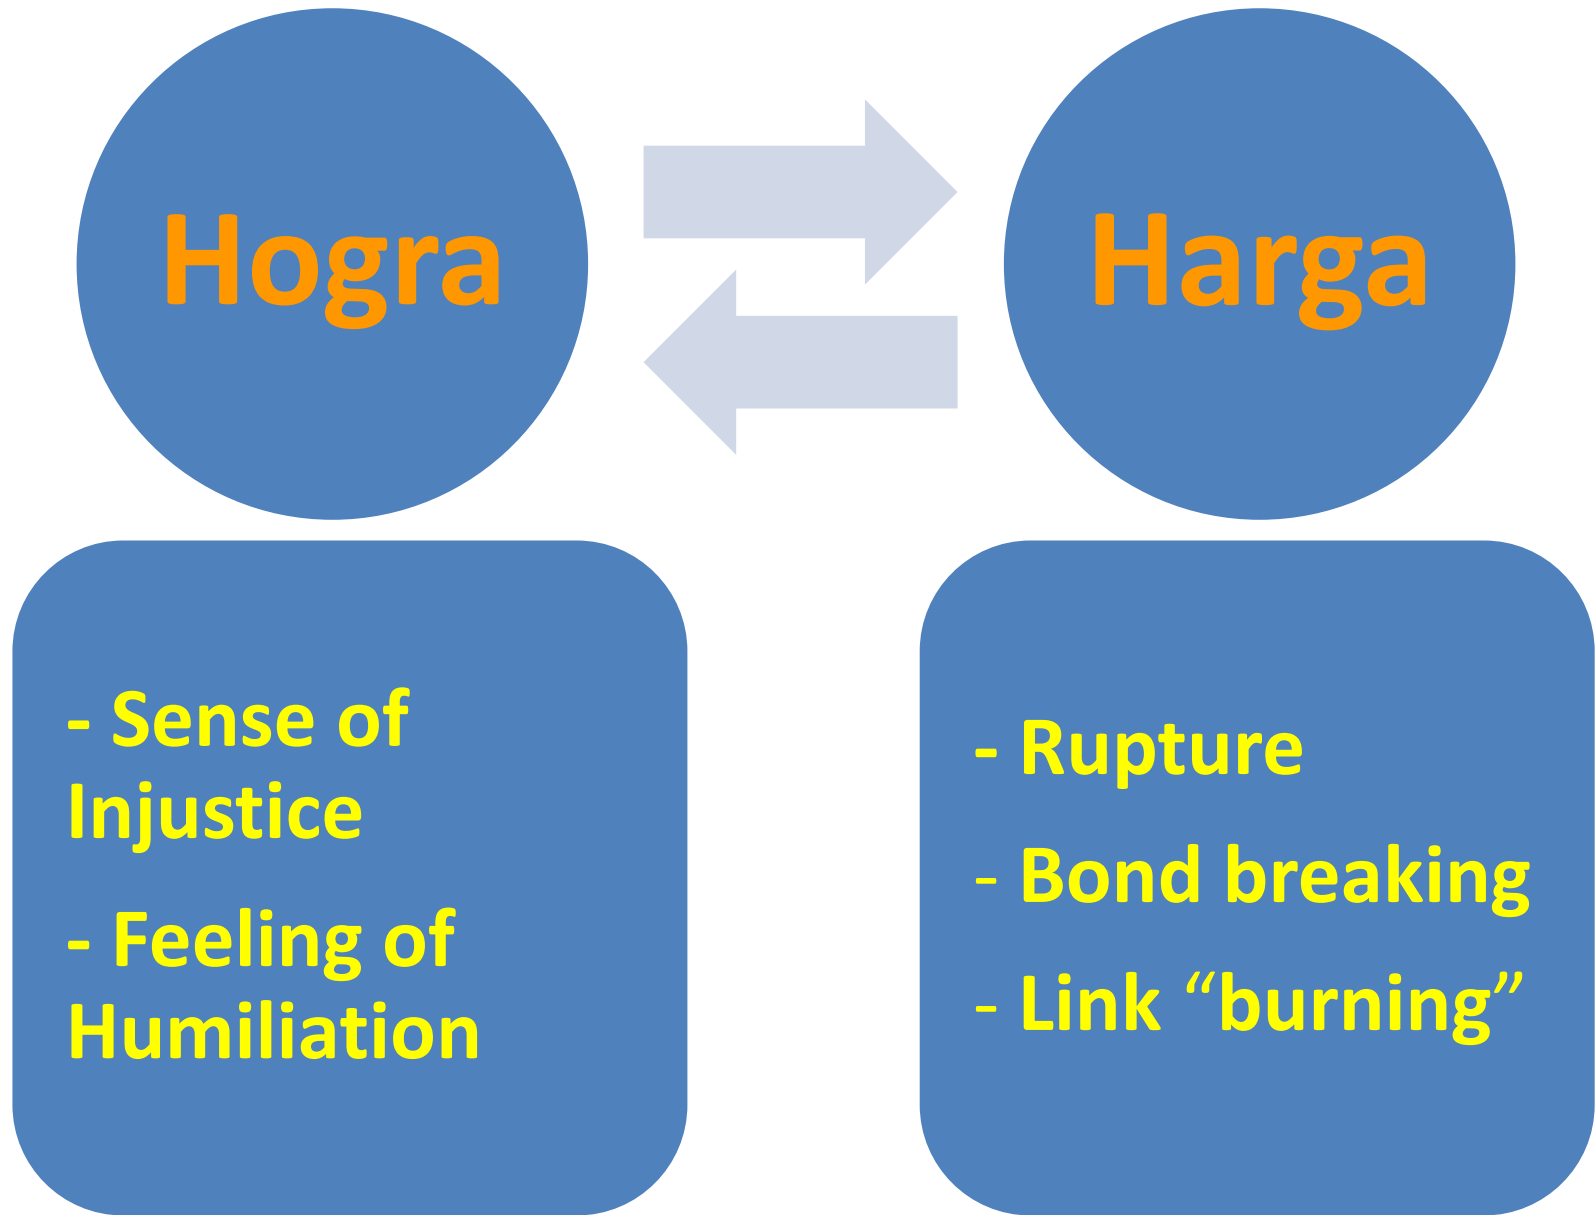 Hogra
Harga
- Sense of
Injustice
- Feeling of
Humiliation
- Rupture
- Bond breaking
- Link “burning”